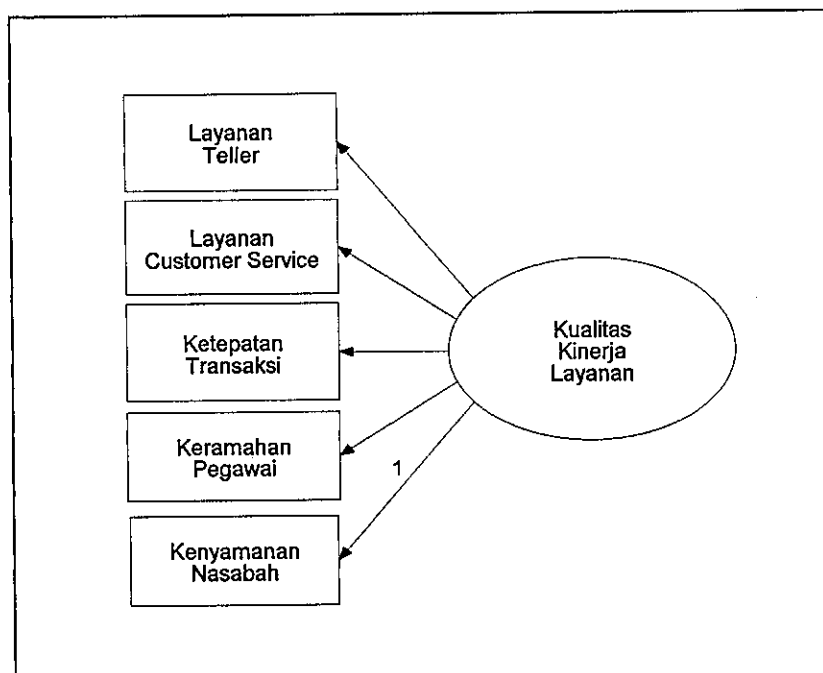 Layanan
Teller
Layanan
Customer Service
Ketepatan
Transaksi
Kualitas
Kinerja
Layanan
Keramahan
Pegawai
1
Kenyamanan
Nasabah